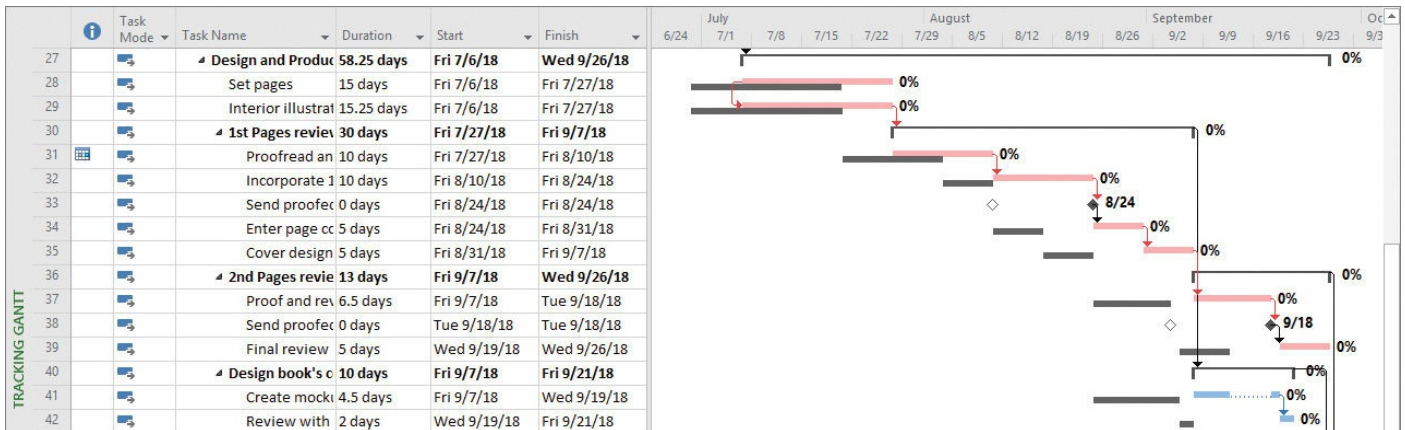 Task
Mode Task Name Duration Start Finish
July August September Oc
6/24 7/1 7/8 7/15 7/22 7/29 8/5 8/12 8/19 8/26 9/2 9/9 9/16 9/23 9/3
27 Design and Produc 58.25 days Fri 7/6/18 Wed 9/26/18 0%
28 Set pages 15 days Fri 7/6/18 Fri 7/27/18 0%
29 Interior illustrat 15.25 days Fri 7/6/18 Fri 7/27/18 0%
30 1st Pages review 30 days Fri 7/27/18 Fri 9/7/18 0%
31 Proofread an 10 days Fri 7/27/18 Fri 8/10/18 0%
32 Incorporate 1 10 days Fri 8/10/18 Fri 8/24/18 0%
33 Send proofec 0 days Fri 8/24/18 Fri 8/24/18 8/24
34 Enter page cc 5 days Fri 8/24/18 Fri 8/31/18 0%
35 Cover design 5 days Fri 8/31/18 Fri 9/7/18 0%
36 2nd Pages revie 13 days Fri 9/7/18 Wed 9/26/18 0%
37 Proof and rev 6.5 days Fri 9/7/18 Tue 9/18/18 0%
38 Send proofec 0 days Tue 9/18/18 Tue 9/18/18 9/18
39 Final review 5 days Wed 9/19/18 Wed 9/26/18 0%
40 Design book's c 10 days Fri 9/7/18 Fri 9/21/18 0%
41 Create mocku 4.5 days Fri 9/7/18 Wed 9/19/18 0%
42 Review with 2 days Wed 9/19/18 Fri 9/21/18 0%
TRACKING GANTT